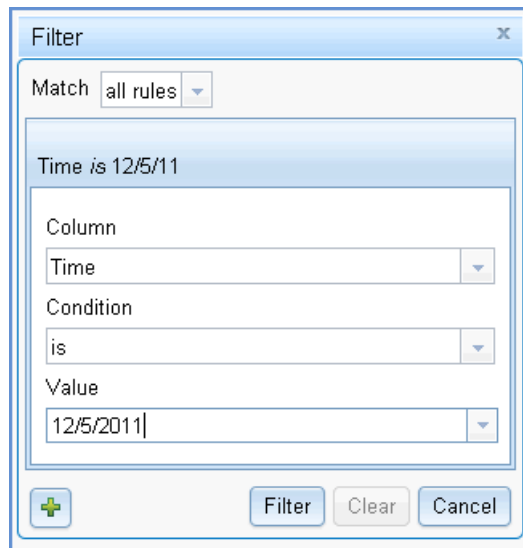 Filter
x
Match all rules
Time is 12/5/11
Column
Time
Condition
is
Value
12/5/2011
Filter Clear Cancel